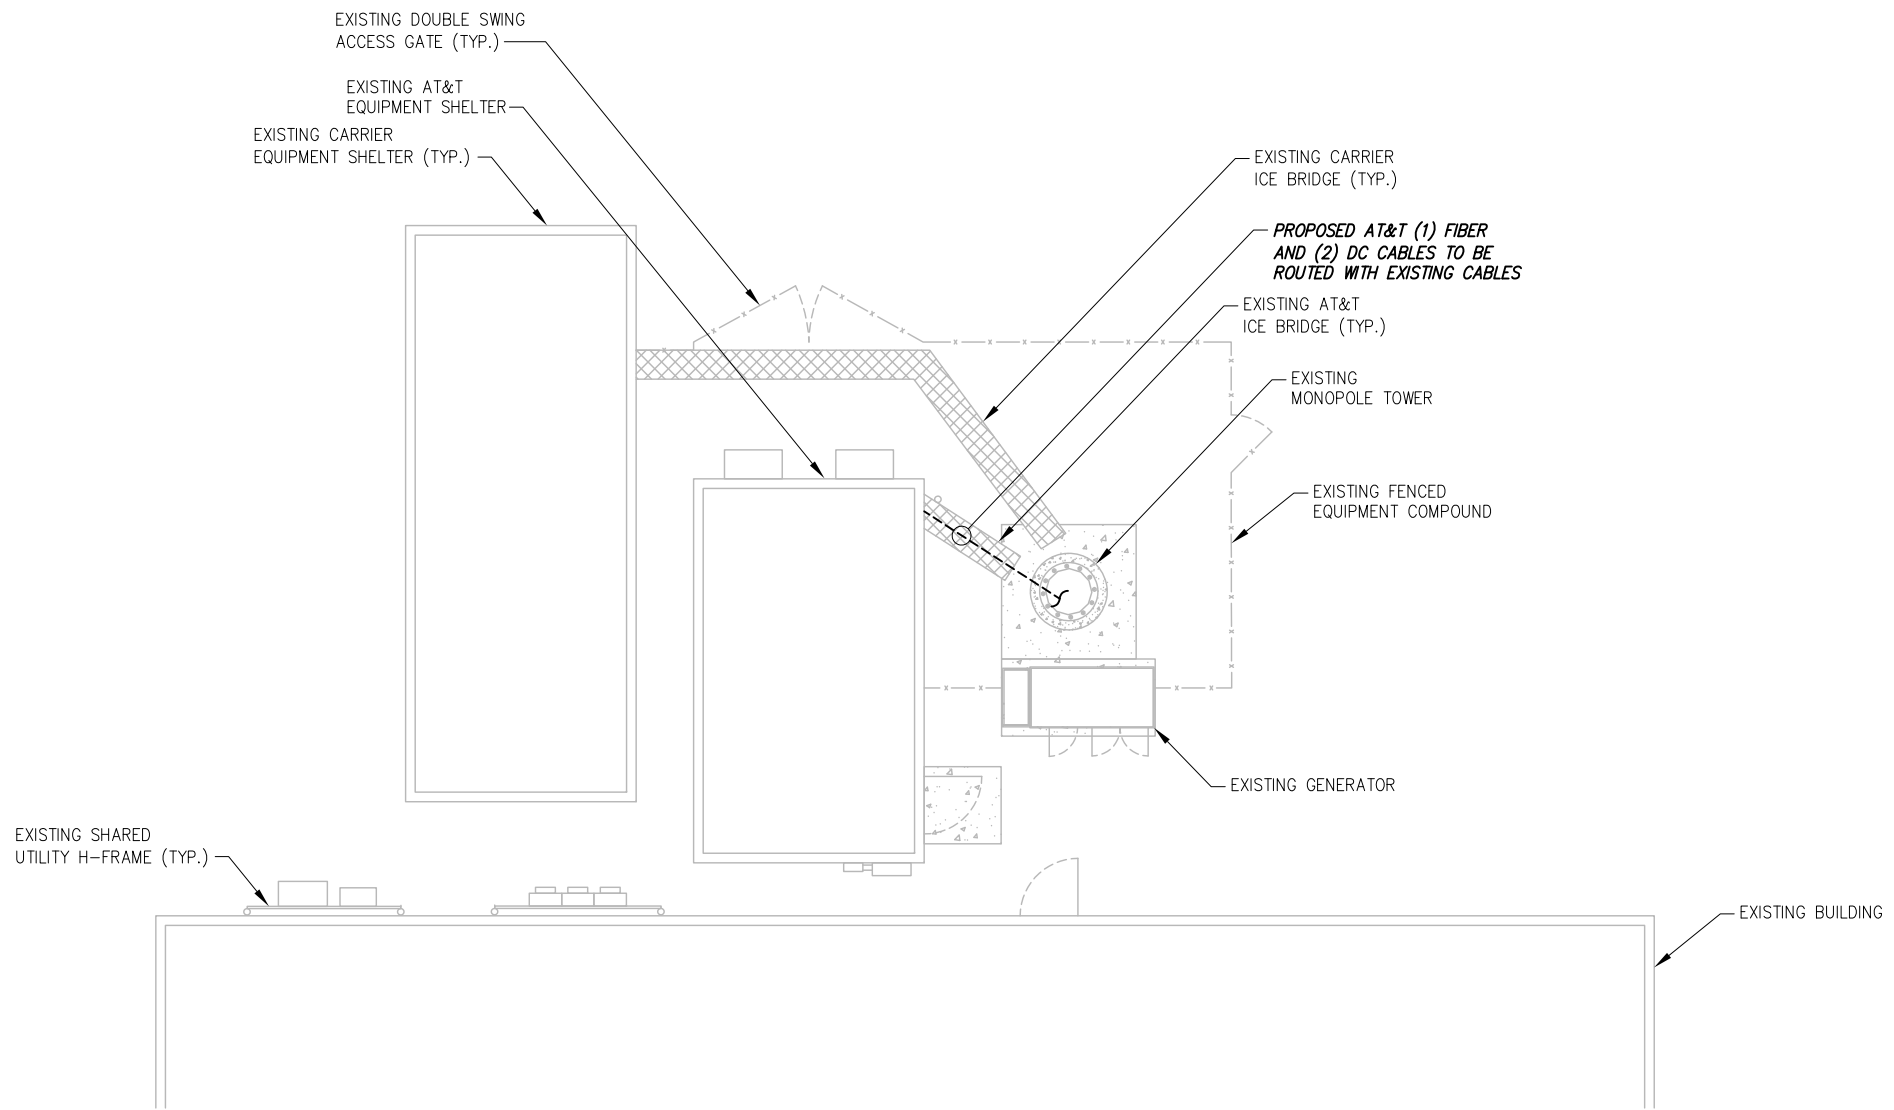 EXISTING DOUBLE SWING
ACCESS GATE (TYP.)
EXISTING AT&T
EQUIPMENT SHELTER
EXISTING CARRIER
EQUIPMENT SHELTER (TYP.)
EXISTING CARRIER
ICE BRIDGE (TYP.)
PROPOSED AT&T (1) FIBER
AND (2) DC CABLES TO BE
ROUTED WITH EXISTING CABLES
EXISTING AT&T
ICE BRIDGE (TYP.)
EXISTING
MONOPOLE TOWER
EXISTING FENCED
EQUIPMENT COMPOUND
EXISTING GENERATOR
EXISTING SHARED
UTILITY H-FRAME (TYP.)
EXISTING BUILDING